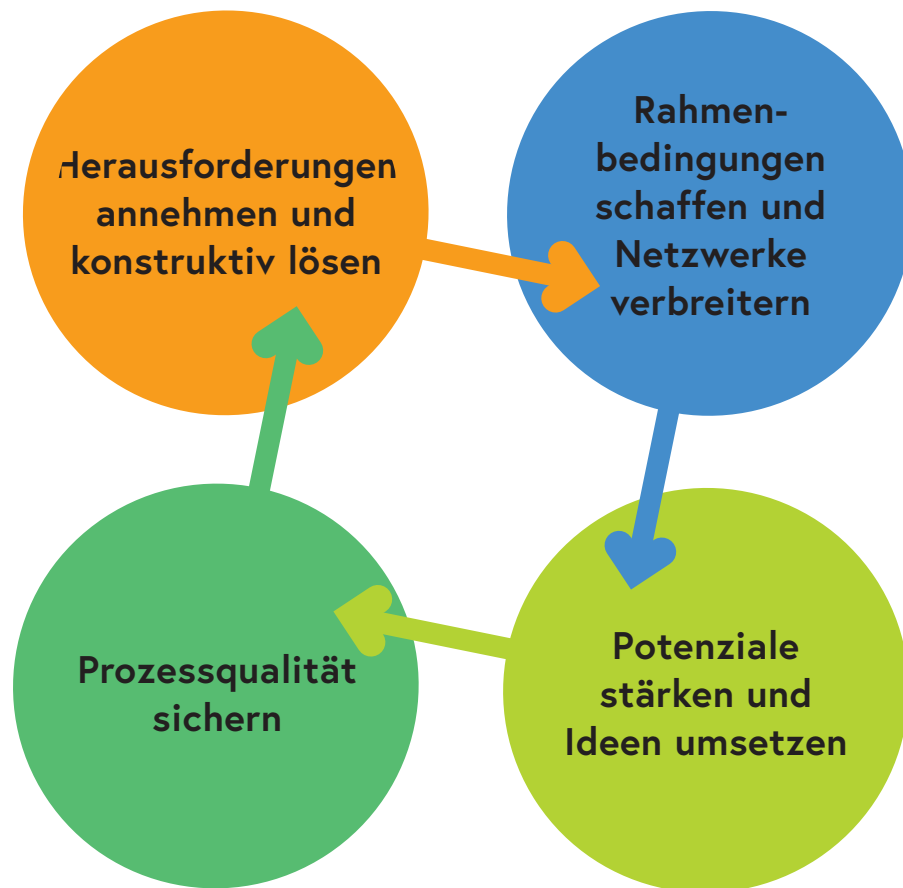 Herausforderungen
annehmen und
konstruktiv lösen
Rahmen-
bedingungen
schaffen und
Netzwerke
verbreitern
Prozessqualität
sichern
Potenziale
stärken und
Ideen umsetzen